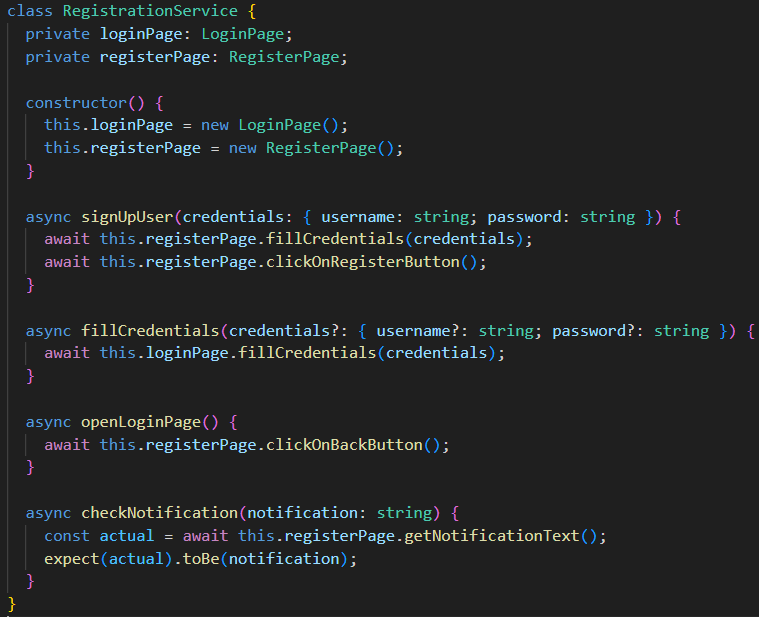 class RegistrationService {
  private loginPage: LoginPage;
  private registerPage: RegisterPage;

  constructor() {
    this.loginPage = new LoginPage();
    this.registerPage = new RegisterPage();
  }

  async signUpUser(credentials: { username: string; password: string }) {
    await this.registerPage.fillCredentials(credentials);
    await this.registerPage.clickOnRegisterButton();
  }

  async fillCredentials(credentials?: { username?: string; password?: string }) {
    await this.loginPage.fillCredentials(credentials);
  }

  async openLoginPage() {
    await this.registerPage.clickOnBackButton();
  }

  async checkNotification(notification: string) {
    const actual = await this.registerPage.getNotificationText();
    expect(actual).toBe(notification);
  }
}